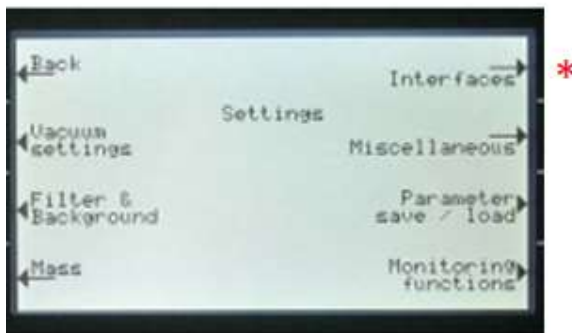 Back
Interfaces
*
Settings
Vacuum
settings
Miscellaneous
Filter &
Background
Parameter
save / load
Mass
Monitoring
functions